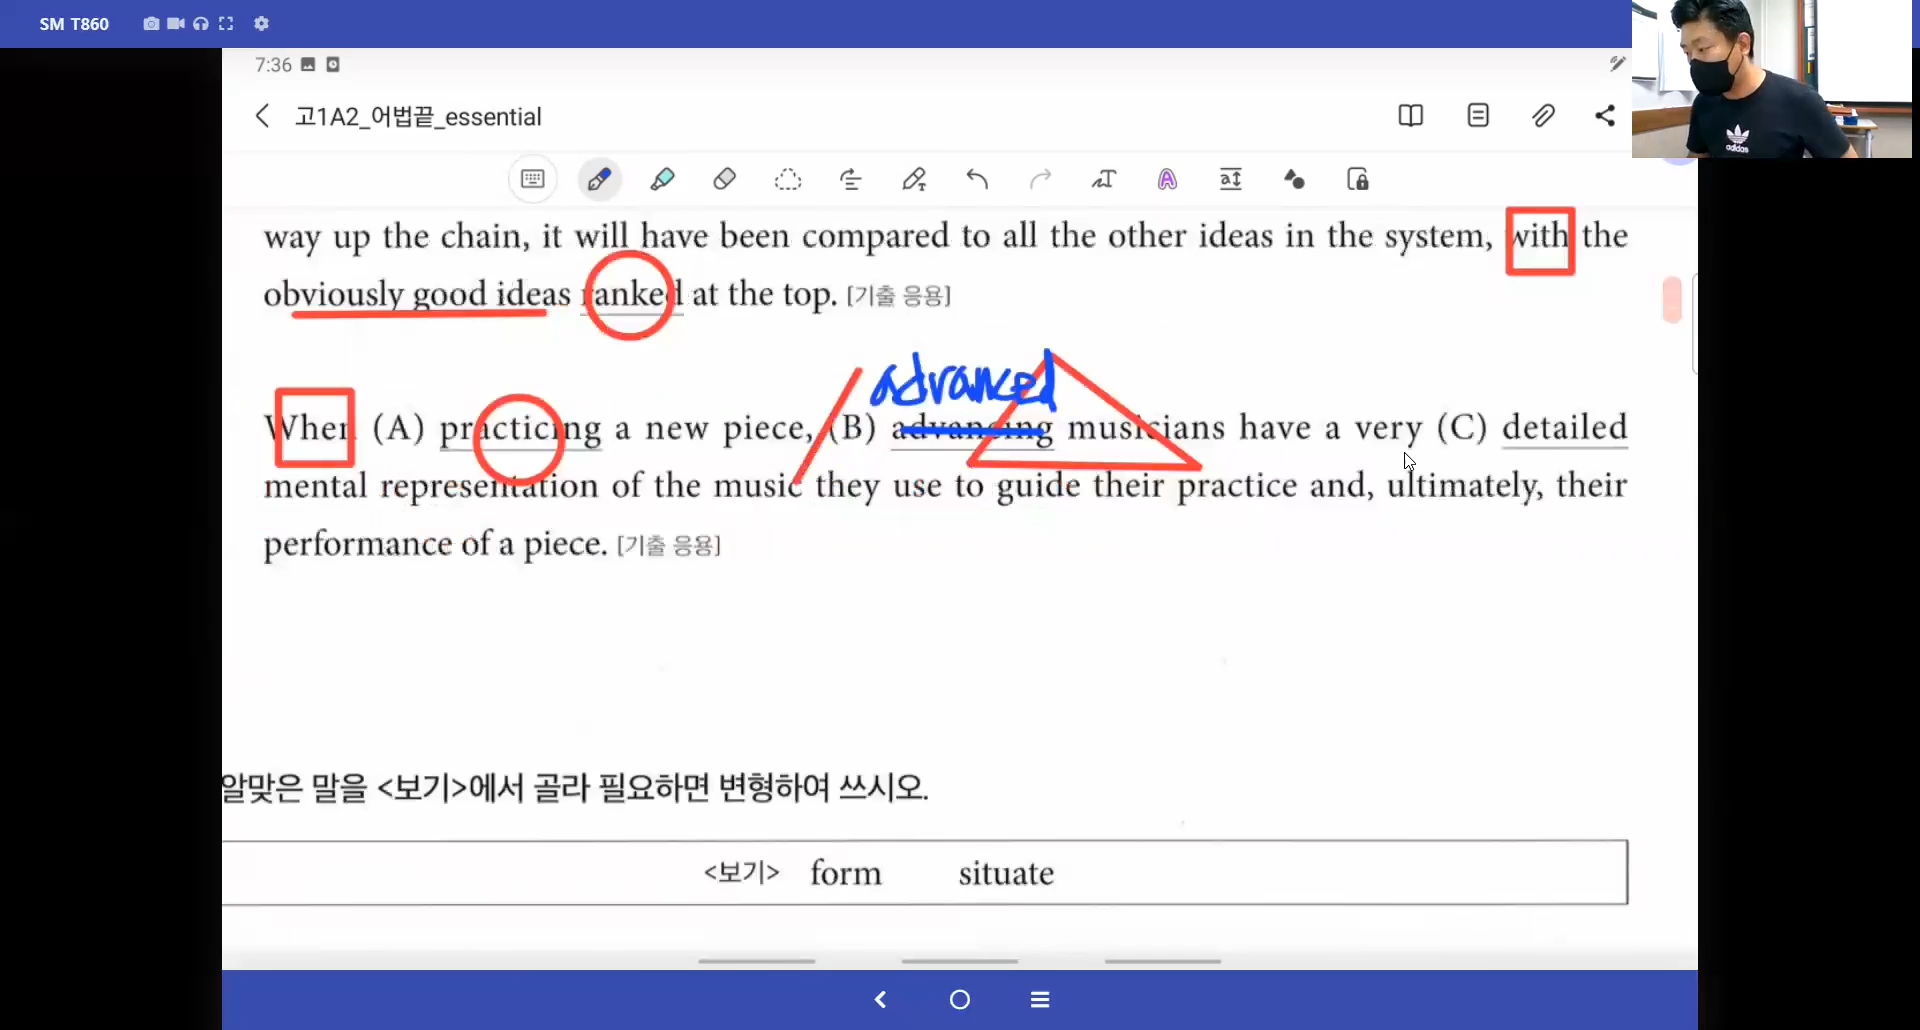 SM T860
7:36
고1A2_어법끝_essential
way up the chain, it will have been compared to all the other ideas in the system, with the
obviously good ideas ranked at the top. [기출 응용]
advanced
When (A) practicing a new piece, (B) advancing musicians have a very (C) detailed
mental representation of the music they use to guide their practice and, ultimately, their
performance of a piece. [기출 응용]
알맞은 말을 <보기>에서 골라 필요하면 변형하여 쓰시오.
<보기> form situate
adidas